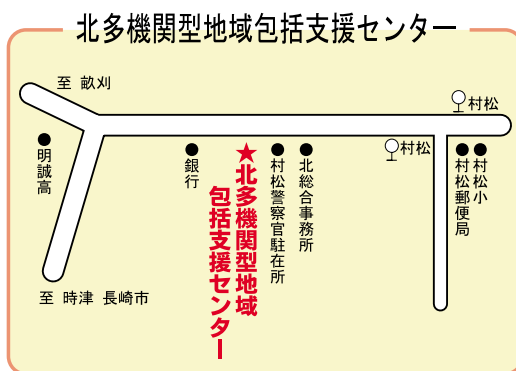 北多機関型地域包括支援センター
至 畝刈
村松
村松
明誠高
銀行
★北多機関型地域
包括支援センター
村松警察官駐在所
北総合事務所
村松郵便局
村松小
至 時津 長崎市